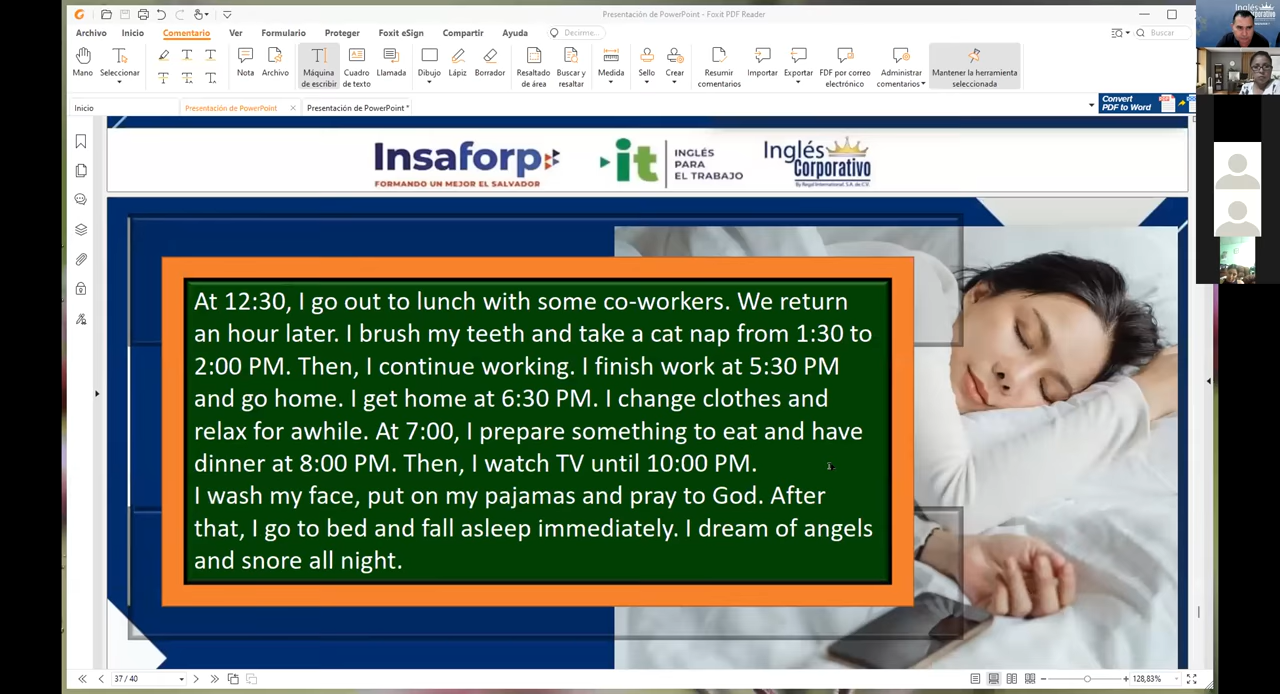 Presentación de PowerPoint - Foxit PDF Reader
Archivo Inicio Comentario Ver Formulario Proteger Foxit eSign Compartir Ayuda Decirme... Buscar
Mano Seleccionar Nota Archivo Máquina de escribir Cuadro de texto Llamada Dibujo Lápiz Borrador Resaltado de área Buscar y resaltar Medida Sello Crear Resumir comentarios Importar Exportar PDF por correo electrónico Administrar comentarios Mantener la herramienta seleccionada
Inicio Presentación de PowerPoint Presentación de PowerPoint * Convert PDF to Word
Insaforp
FORMANDO UN MEJOR EL SALVADOR
it INGLÉS PARA EL TRABAJO
Inglés Corporativo
By Regal International, S.A. de C.V.
At 12:30, I go out to lunch with some co-workers. We return
an hour later. I brush my teeth and take a cat nap from 1:30 to
2:00 PM. Then, I continue working. I finish work at 5:30 PM
and go home. I get home at 6:30 PM. I change clothes and
relax for awhile. At 7:00, I prepare something to eat and have
dinner at 8:00 PM. Then, I watch TV until 10:00 PM.
I wash my face, put on my pajamas and pray to God. After
that, I go to bed and fall asleep immediately. I dream of angels
and snore all night.
37 / 40 128,83%